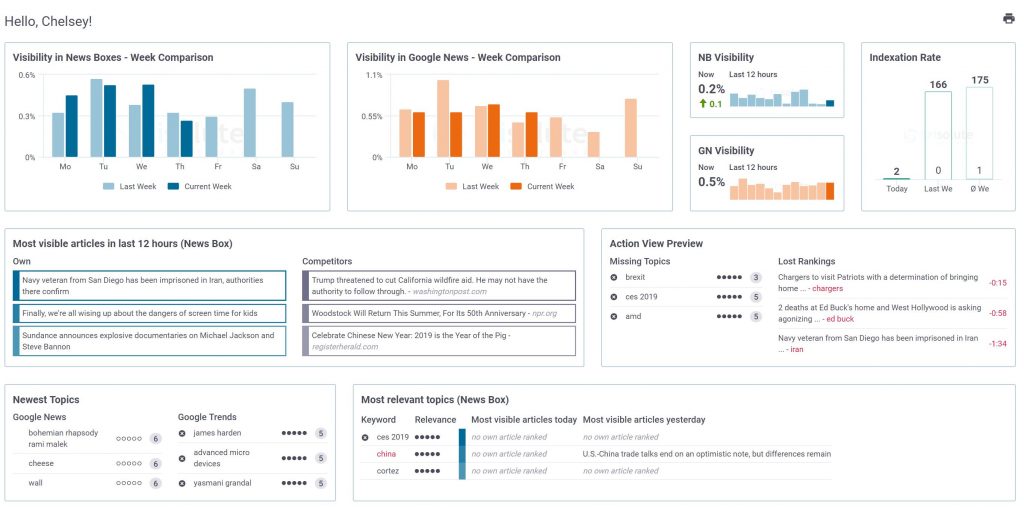 Hello, Chelsey!
Visibility in News Boxes - Week Comparison
0.6%
0.3%
0%
Mo Tu We Th Fr Sa Su
Last Week Current Week
Visibility in Google News - Week Comparison
1.1%
0.55%
0%
Mo Tu We Th Fr Sa Su
Last Week Current Week
NB Visibility
Now Last 12 hours
0.2%
0.1
GN Visibility
Now Last 12 hours
0.5%
Indexation Rate
2 166 175
0 1
Today Last We Ø We
Most visible articles in last 12 hours (News Box)
Own
Navy veteran from San Diego has been imprisoned in Iran, authorities
there confirm
Finally, we're all wising up about the dangers of screen time for kids
Sundance announces explosive documentaries on Michael Jackson and
Steve Bannon
Competitors
Trump threatened to cut California wildfire aid. He may not have the
authority to follow through. - washingtonpost.com
Woodstock Will Return This Summer, For Its 50th Anniversary - npr.org
Celebrate Chinese New Year: 2019 is the Year of the Pig -
registerherald.com
Action View Preview
Missing Topics
brexit 3
ces 2019 5
amd 5
Lost Rankings
Chargers to visit Patriots with a determination of bringing
home ... - chargers -0:15
2 deaths at Ed Buck's home and West Hollywood is asking
agonizing ... - ed buck -0:58
Navy veteran from San Diego has been imprisoned in Iran
... - iran -1:34
Newest Topics
Google News
bohemian rhapsody
rami malek 6
cheese 6
wall 6
Google Trends
james harden 5
advanced micro
devices 5
yasmani grandal 5
Most relevant topics (News Box)
Keyword Relevance Most visible articles today Most visible articles yesterday
ces 2019 no own article ranked no own article ranked
china no own article ranked U.S.-China trade talks end on an optimistic note, but differences remain
cortez no own article ranked no own article ranked